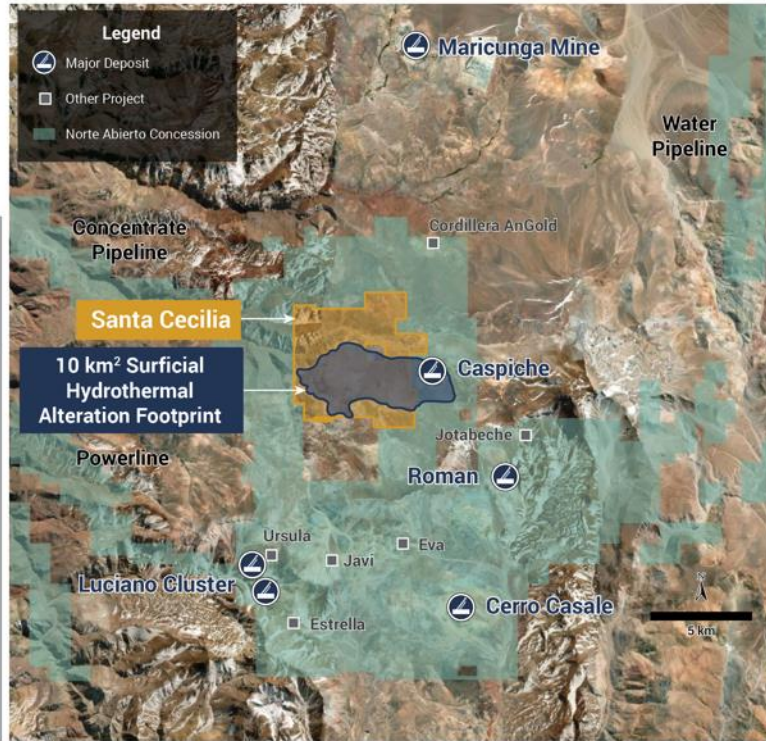 Legend
Major Deposit
Other Project
Norte Abierto Concession
Maricunga Mine
Water
Pipeline
Concentrate
Pipeline
Cordillera AnGold
Santa Cecilia
10 km² Surficial
Hydrothermal
Alteration Footprint
Caspiche
Jotabeche
Powerline
Roman
Ursula
Eva
Javi
Luciano Cluster
Cerro Casale
Estrella
N
5 km